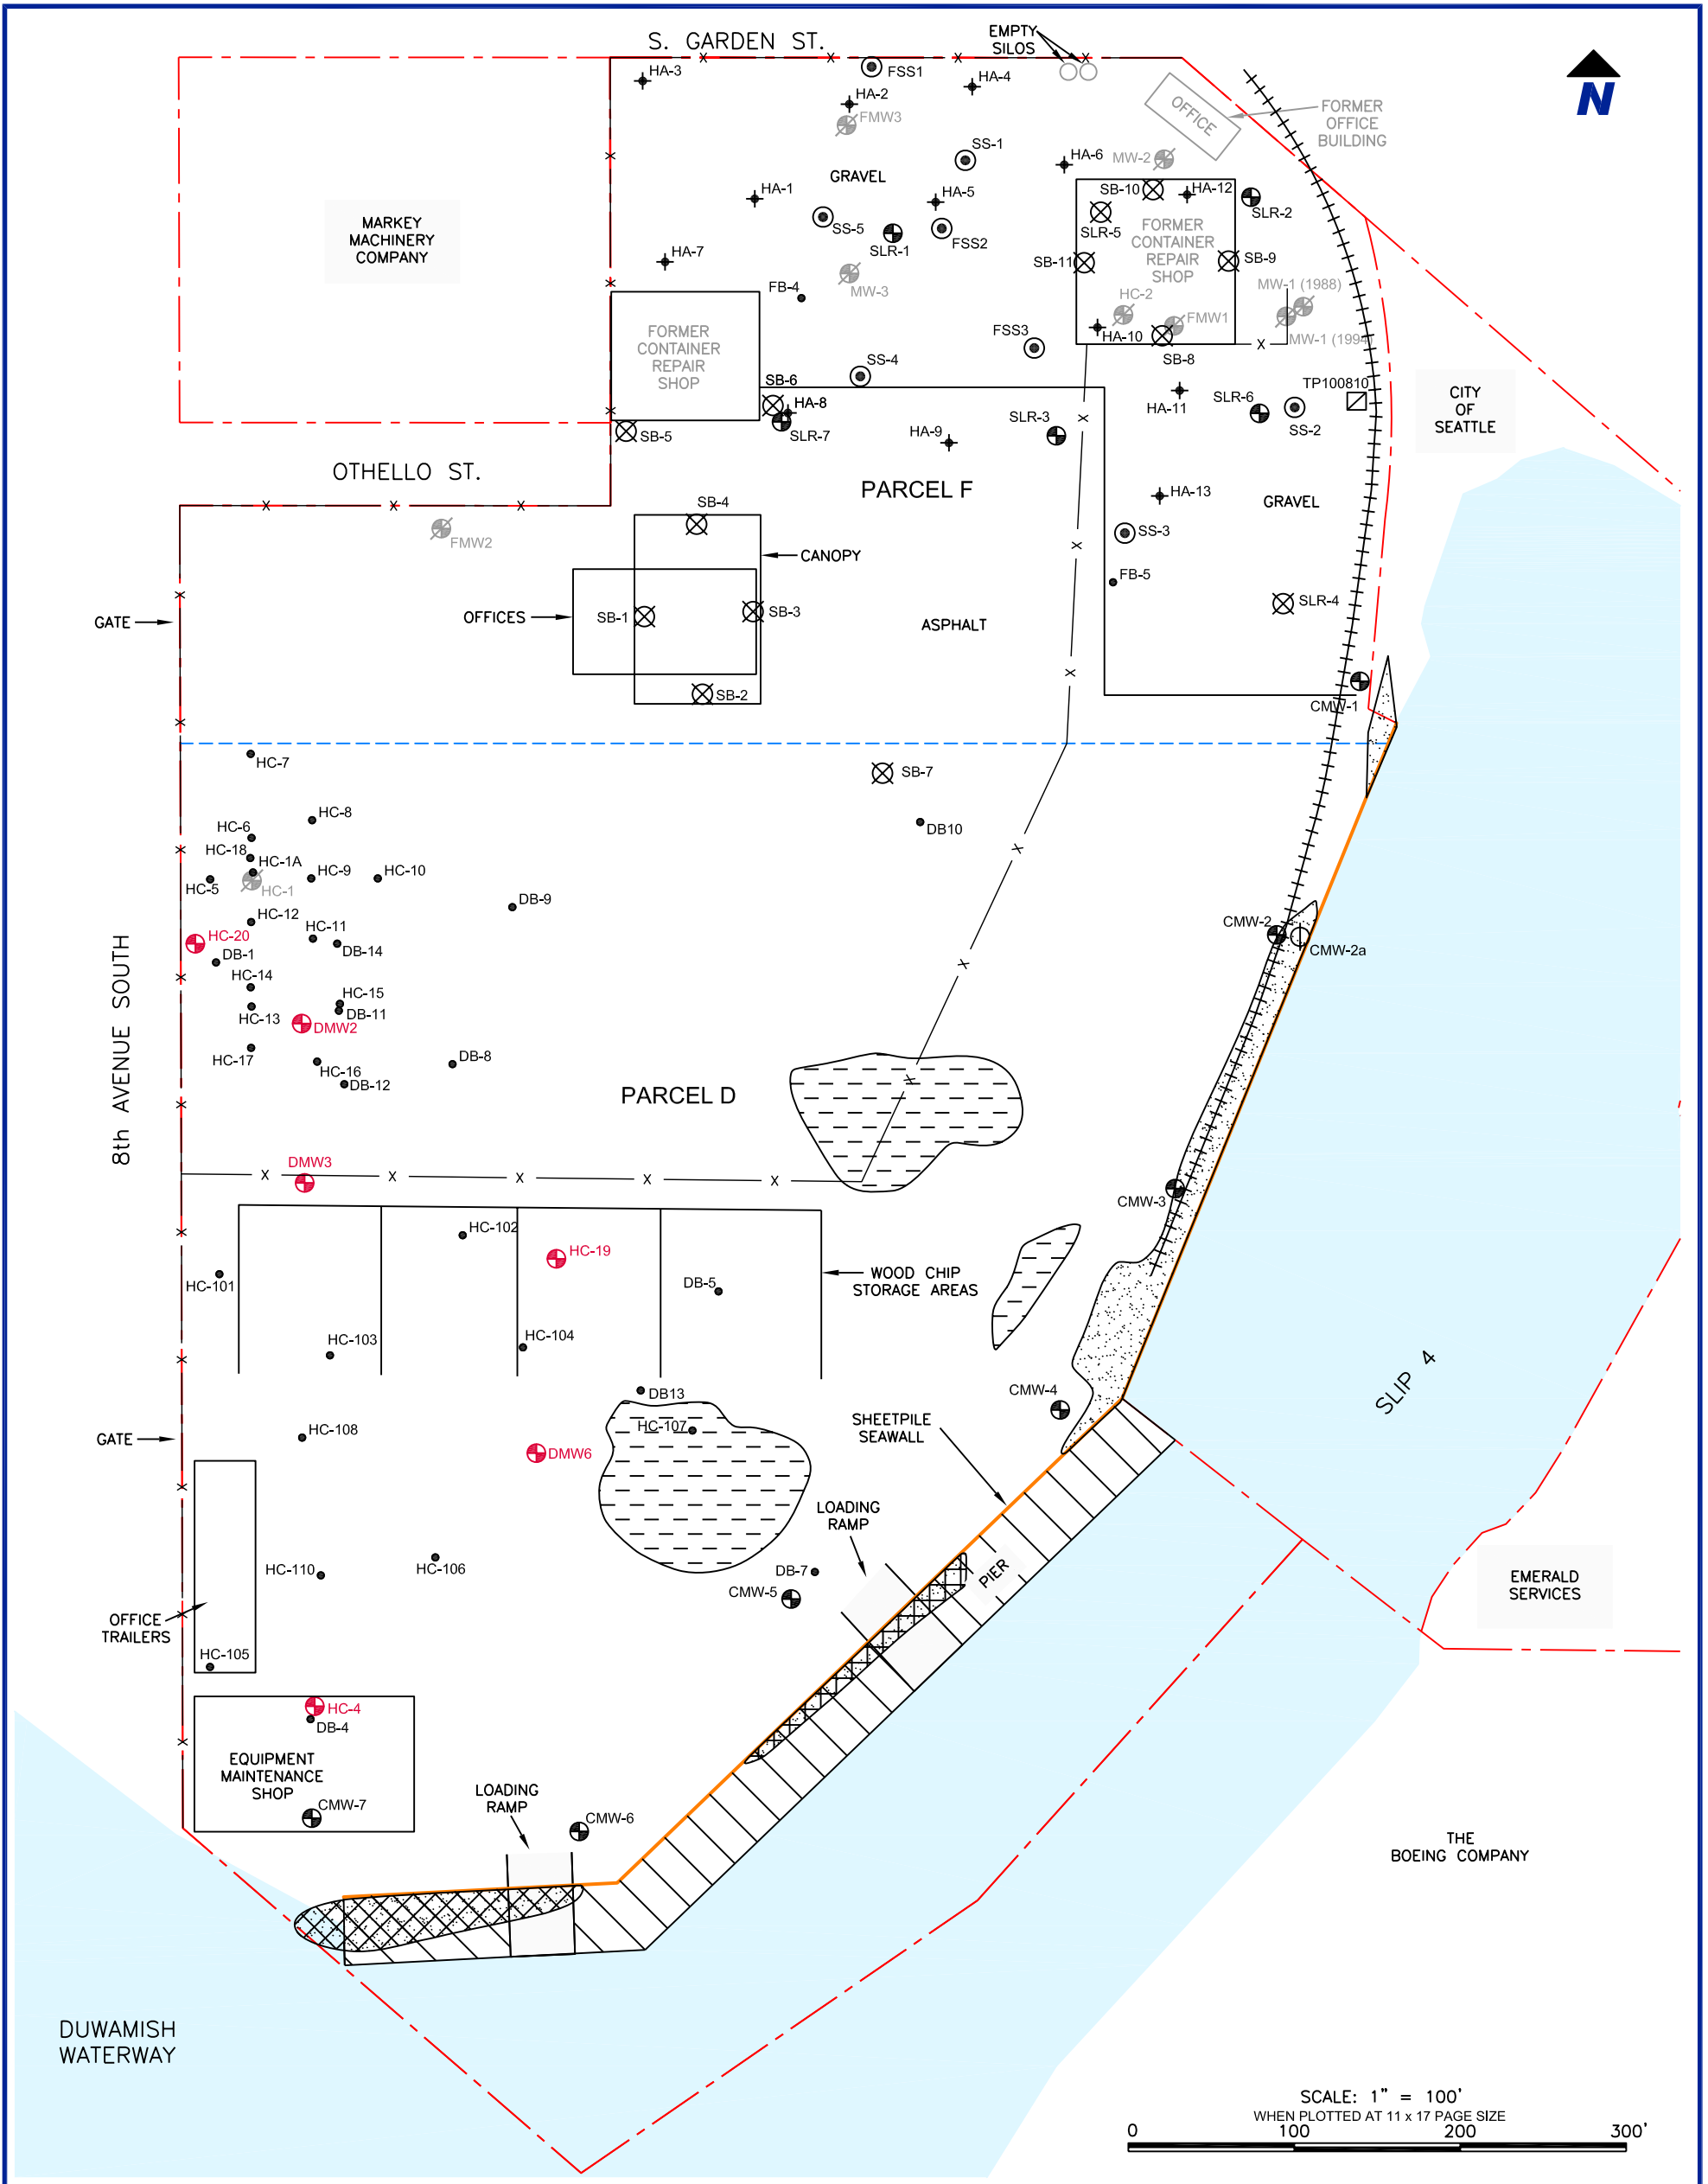 S. GARDEN ST.
EMPTY
SILOS
N
HA-3
FSS1
HA-4
HA-2
FMW3
OFFICE
FORMER
OFFICE
BUILDING
SS-1
HA-6
MW-2
GRAVEL
HA-1
HA-5
SB-10
HA-12
SLR-2
MARKEY
MACHINERY
COMPANY
SS-5
SLR-1
FSS2
SLR-5
FORMER
CONTAINER
REPAIR
SHOP
HA-7
SB-11
SB-9
MW-3
FB-4
HC-2
MW-1 (1988)
FMW1
HA-10
MW-1 (1994)
FORMER
CONTAINER
REPAIR
SHOP
FSS3
SB-8
X
SS-4
SB-6
HA-8
SLR-7
TP100810
HA-11
SLR-6
SS-2
CITY
OF
SEATTLE
SB-5
HA-9
SLR-3
OTHELLO ST.
PARCEL F
HA-13
GRAVEL
SB-4
FMW2
SS-3
CANOPY
FB-5
SLR-4
GATE
OFFICES
SB-1
SB-3
ASPHALT
SB-2
CMW-1
HC-7
SB-7
HC-8
DB10
HC-6
HC-18
HC-1A
HC-9
HC-10
HC-5
HC-1
DB-9
HC-12
HC-11
CMW-2
HC-20
DB-14
CMW-2a
DB-1
HC-14
HC-15
HC-13
DB-11
DMW2
8th AVENUE SOUTH
HC-17
HC-16
DB-8
DB-12
PARCEL D
DMW3
CMW-3
HC-102
HC-19
HC-101
DB-5
WOOD CHIP
STORAGE AREAS
HC-103
HC-104
SLIP 4
DB13
CMW-4
HC-107
SHEETPILE
SEAWALL
GATE
HC-108
DMW6
LOADING
RAMP
HC-110
HC-106
DB-7
PIER
CMW-5
EMERALD
SERVICES
OFFICE
TRAILERS
HC-105
HC-4
DB-4
EQUIPMENT
MAINTENANCE
SHOP
LOADING
RAMP
CMW-7
CMW-6
THE
BOEING COMPANY
DUWAMISH
WATERWAY
SCALE: 1" = 100'
WHEN PLOTTED AT 11 x 17 PAGE SIZE
0 100 200 300'